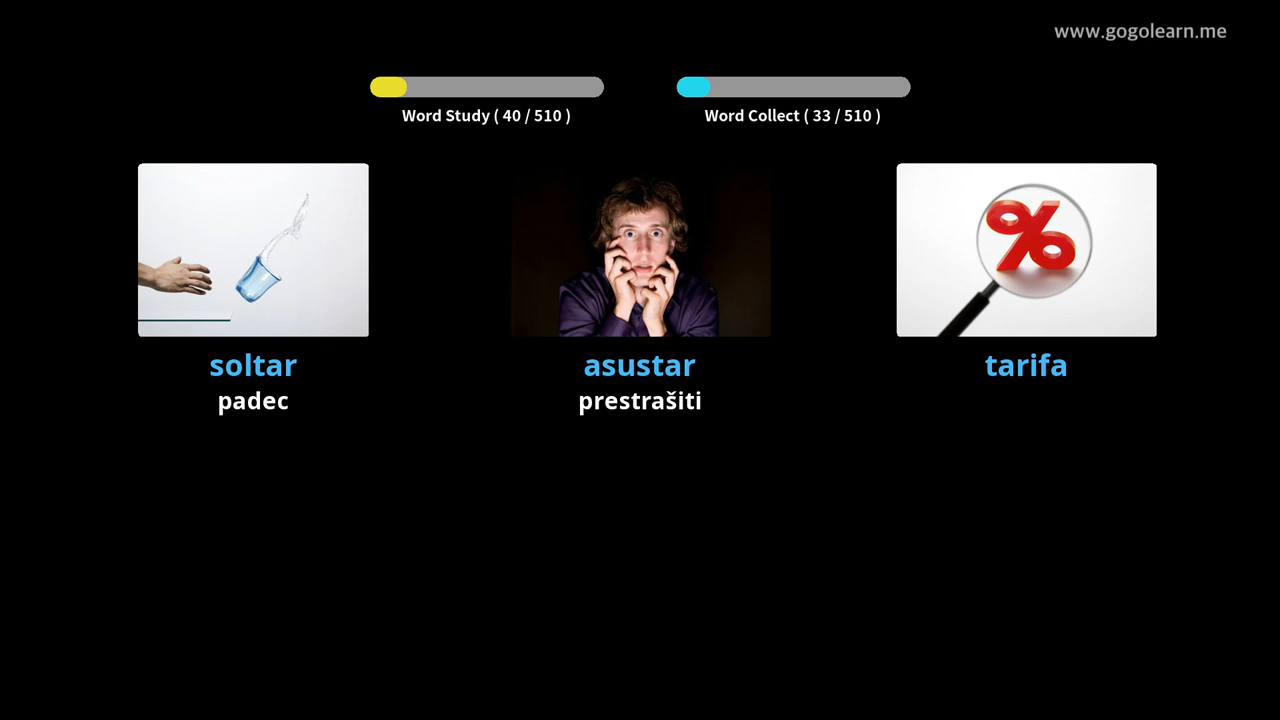 www.gogolearn.me
Word Study ( 40 / 510 )
Word Collect ( 33 / 510 )
%
soltar
asustar
tarifa
padec
prestrašiti